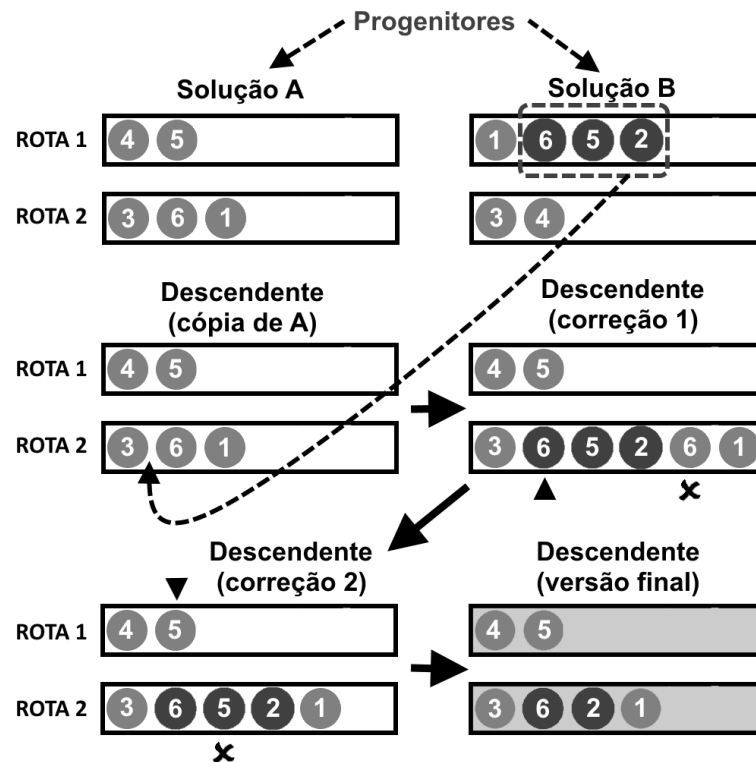 Progenitores
Solução A
Solução B
ROTA 1
4 5
1 6 5 2
ROTA 2
3 6 1
3 4
Descendente
(cópia de A)
Descendente
(correção 1)
ROTA 1
4 5
4 5
ROTA 2
3 6 1
3 6 5 2 6 1
Descendente
(correção 2)
Descendente
(versão final)
ROTA 1
4 5
4 5
ROTA 2
3 6 5 2 1
3 6 2 1